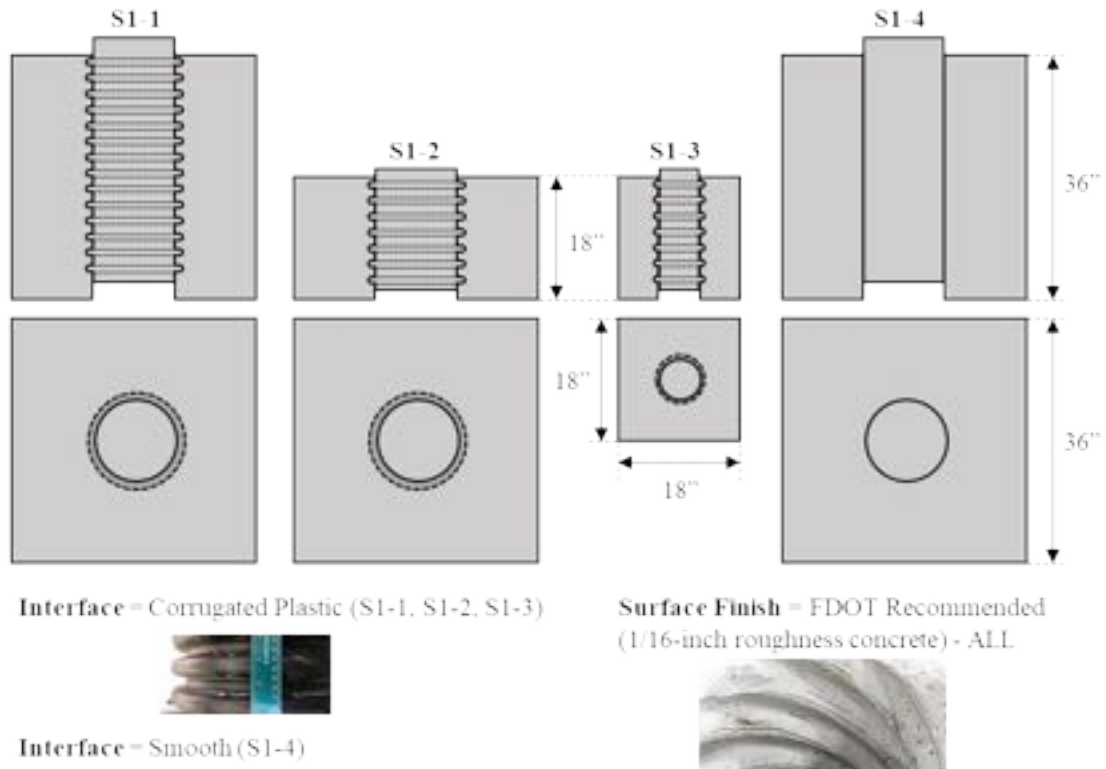 S1-1
S1-4
S1-2
S1-3
36”
18”
18”
36”
18”
Interface = Corrugated Plastic (S1-1, S1-2, S1-3)
Surface Finish = FDOT Recommended
(1/16-inch roughness concrete) - ALL
Interface = Smooth (S1-4)